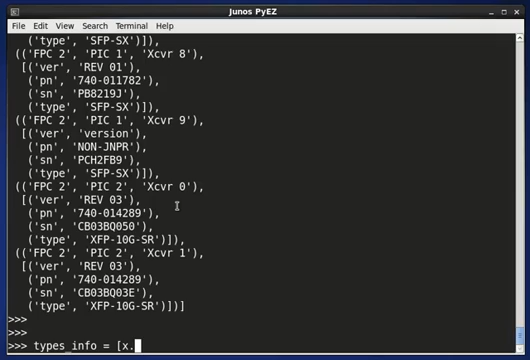 Junos PyEZ
File Edit View Search Terminal Help
('type', 'SFP-SX')]),
(('FPC 2', 'PIC 1', 'Xcvr 8'),
[('ver', 'REV 01'),
('pn', '740-011782'),
('sn', 'PB8219J'),
('type', 'SFP-SX')]),
(('FPC 2', 'PIC 1', 'Xcvr 9'),
[('ver', 'version'),
('pn', 'NON-JNPR'),
('sn', 'PCH2FB9'),
('type', 'SFP-SX')]),
(('FPC 2', 'PIC 2', 'Xcvr 0'),
[('ver', 'REV 03'),
('pn', '740-014289'),
('sn', 'CB03BQ050'),
('type', 'XFP-10G-SR')]),
(('FPC 2', 'PIC 2', 'Xcvr 1'),
[('ver', 'REV 03'),
('pn', '740-014289'),
('sn', 'CB03BQ03E'),
('type', 'XFP-10G-SR')])]
>>>
>>>
>>> types_info = [x.